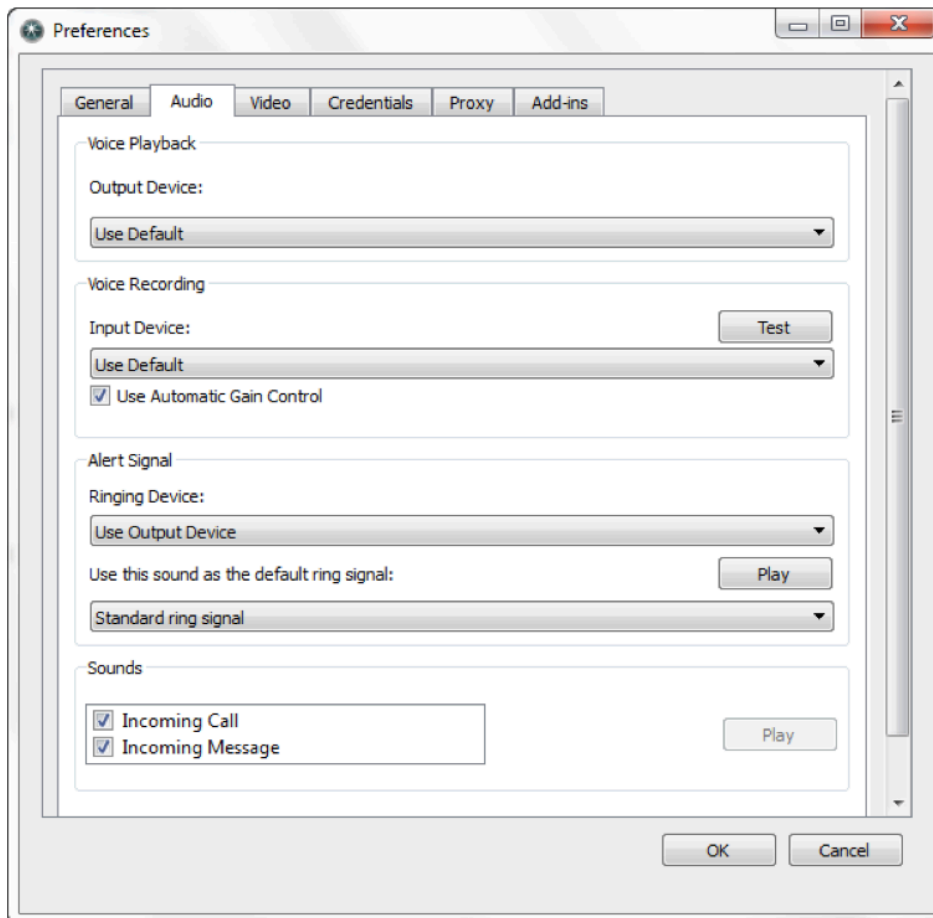 Preferences
General Audio Video Credentials Proxy Add-ins
Voice Playback
Output Device:
Use Default
Voice Recording
Input Device: Test
Use Default
Use Automatic Gain Control
Alert Signal
Ringing Device:
Use Output Device
Use this sound as the default ring signal: Play
Standard ring signal
Sounds
Incoming Call
Incoming Message
Play
OK Cancel